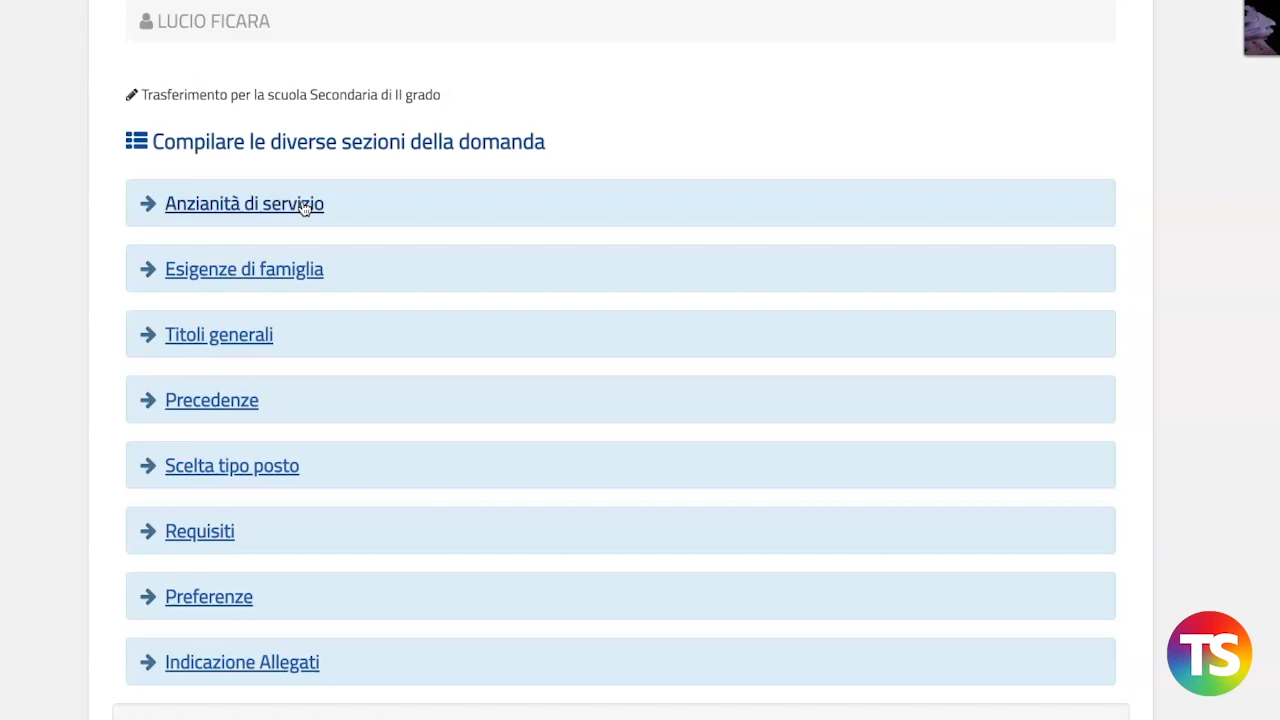 LUCIO FICARA
Trasferimento per la scuola Secondaria di II grado
Compilare le diverse sezioni della domanda
Anzianità di servizio
Esigenze di famiglia
Titoli generali
Precedenze
Scelta tipo posto
Requisiti
Preferenze
Indicazione Allegati
TS